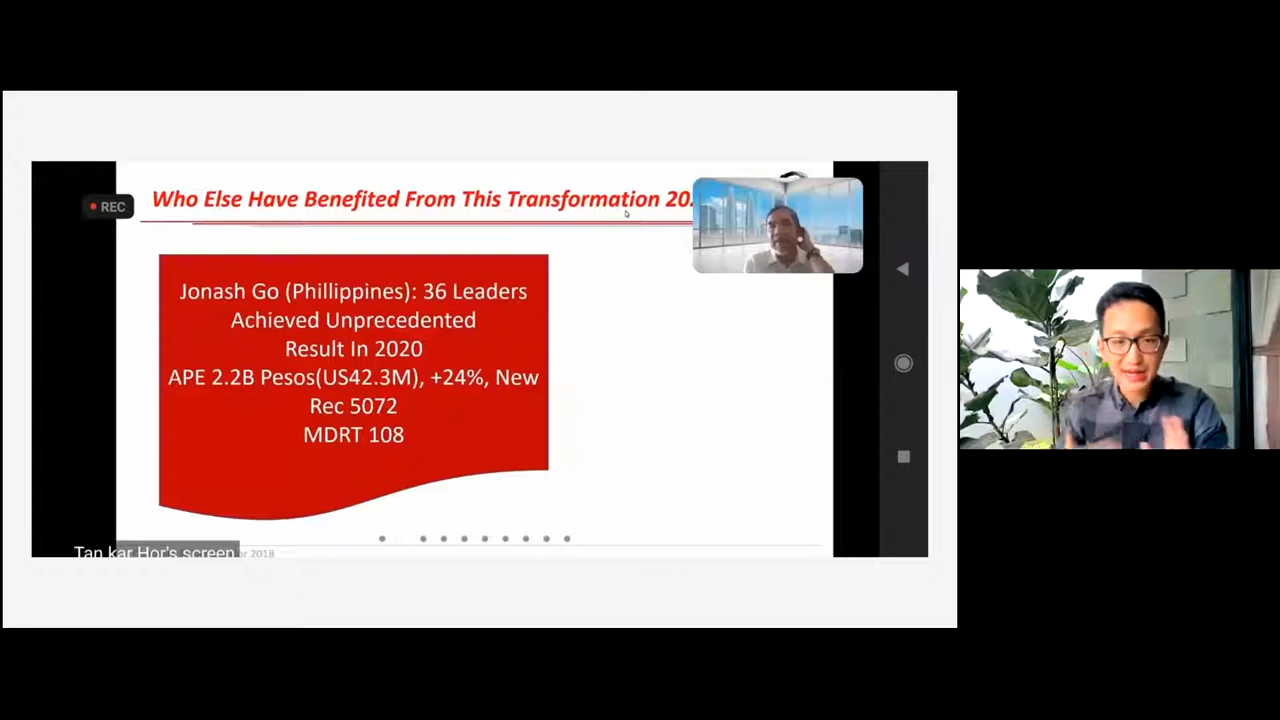 REC
Who Else Have Benefited From This Transformation
Jonash Go (Phillippines): 36 Leaders
Achieved Unprecedented
Result In 2020
APE 2.2B Pesos(US42.3M), +24%, New
Rec 5072
MDRT 108
Tan kar Hor's screen
2018